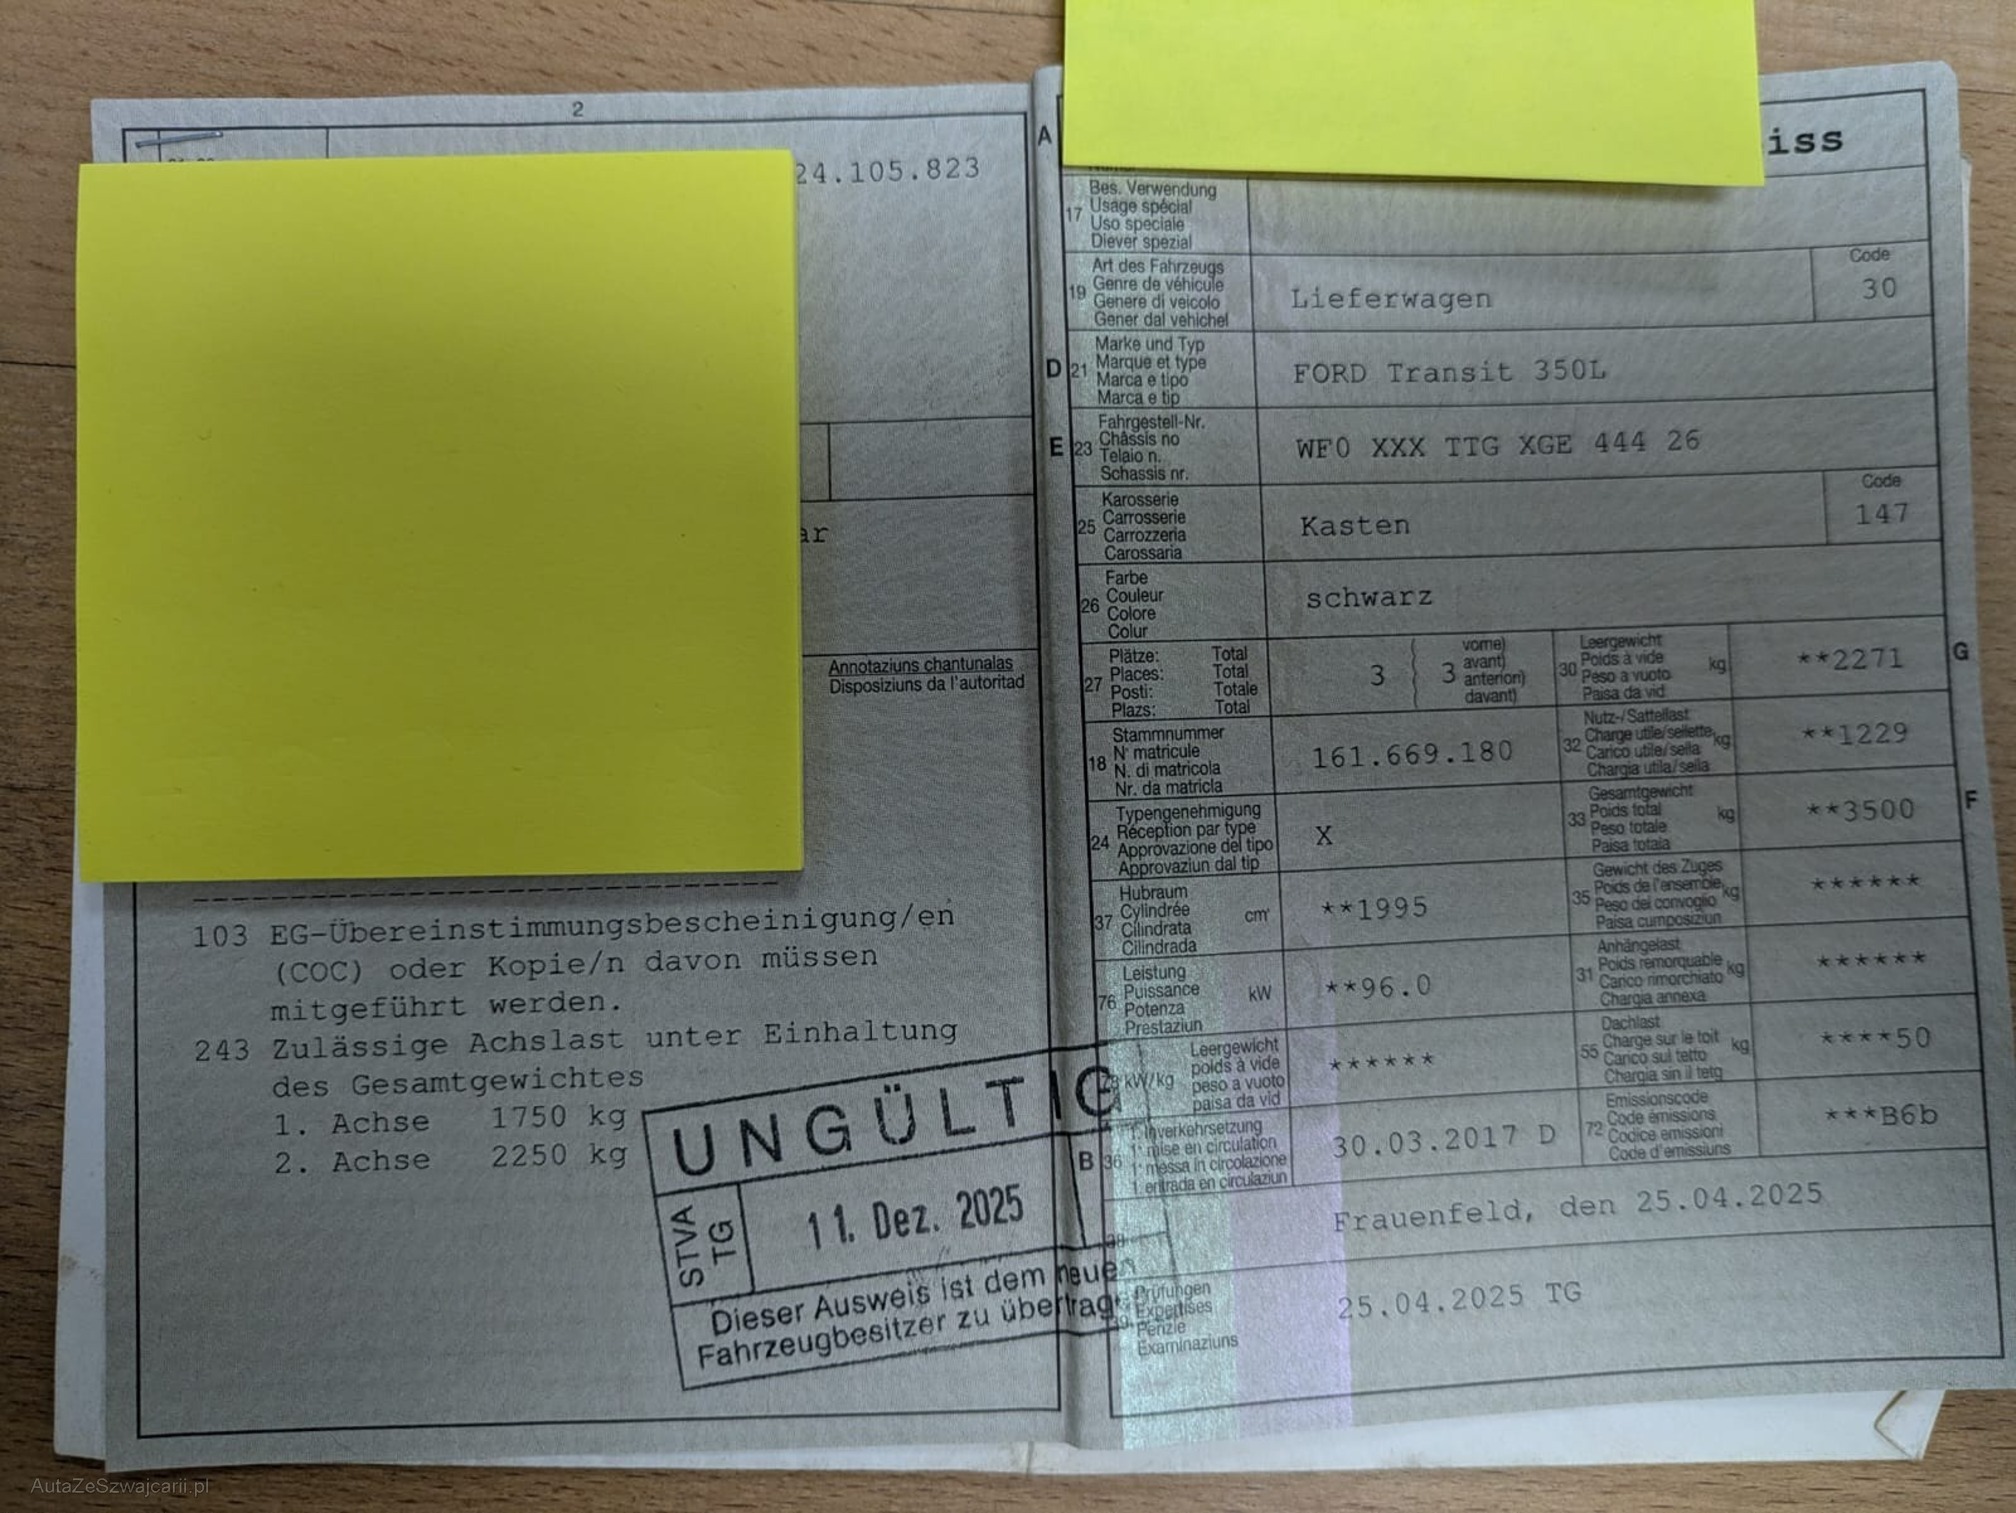 2
24.105.823
ar
Annotaziuns chantunalas
Disposiziuns da l'autoritad
103 EG-Übereinstimmungsbescheinigung/en
(COC) oder Kopie/n davon müssen
mitgeführt werden.
243 Zulässige Achslast unter Einhaltung
des Gesamtgewichtes
1. Achse 1750 kg
2. Achse 2250 kg
UNGÜLTIG
STVA
TG
11. Dez. 2025
Dieser Ausweis ist dem neuen
Fahrzeugbesitzer zu übertrag
A
iss
17
Bes. Verwendung
Usage spécial
Uso speciale
Diever spezial
19
Art des Fahrzeugs
Genre de véhicule
Genere di veicolo
Gener dal vehichel
Lieferwagen
Code
30
D 21
Marke und Typ
Marque et type
Marca e tipo
Marca e tip
FORD Transit 350L
E 23
Fahrgestell-Nr.
Châssis no
Telaio n.
Schassis nr.
WF0 XXX TTG XGE 444 26
25
Karosserie
Carrosserie
Carrozzeria
Carossaria
Kasten
Code
147
26
Farbe
Couleur
Colore
Colur
schwarz
27
Plätze: Total
Places: Total
Posti: Totale
Plazs: Total
3 { 3
vorne)
avant)
anteriori)
davant)
30
Leergewicht
Poids à vide
Peso a vuoto
Paisa da vid
kg
**2271
G
18
Stammnummer
N° matricule
N. di matricola
Nr. da matricla
161.669.180
32
Nutz-/Sattellast
Charge utile/sellette
Carico utile/sella
Chargia utila/sella
kg
**1229
24
Typengenehmigung
Réception par type
Approvazione del tipo
Approvaziun dal tip
X
33
Gesamtgewicht
Poids total
Peso totale
Paisa totala
kg
**3500
F
37
Hubraum
Cylindrée
Cilindrata
Cilindrada
cm³
**1995
35
Gewicht des Zuges
Poids de l'ensemble
Peso del convoglio
Paisa cumposiziun
kg
******
76
Leistung
Puissance
Potenza
Prestaziun
kW
**96.0
31
Anhängelast
Poids remorquable
Carico rimorchiato
Chargia annexa
kg
******
78 kW/kg
Leergewicht
poids à vide
peso a vuoto
paisa da vid
******
55
Dachlast
Charge sur le toit
Carico sul tetto
Chargia sin il tetg
kg
****50
B 36
1. Inverkehrsetzung
1re mise en circulation
1a messa in circolazione
1. entrada en circulaziun
30.03.2017 D
72
Emissionscode
Code émissions
Codice emissioni
Code d'emissiuns
***B6b
38
Frauenfeld, den 25.04.2025
39
Prüfungen
Expertises
Perizie
Examinaziuns
25.04.2025 TG
AutaZeSzwajcarii.pl